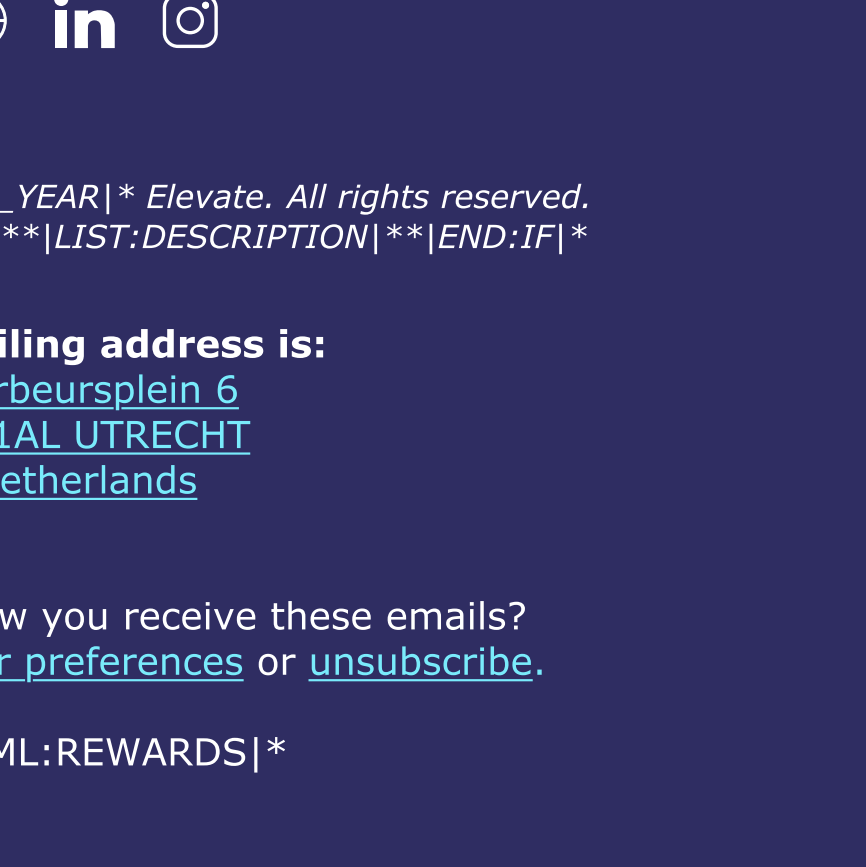 in
_YEAR|* Elevate. All rights reserved.
**|LIST:DESCRIPTION|**|END:IF|*
iling address is:
rbeursplein 6
1AL UTRECHT
etherlands
w you receive these emails?
r preferences or unsubscribe.
ML:REWARDS|*